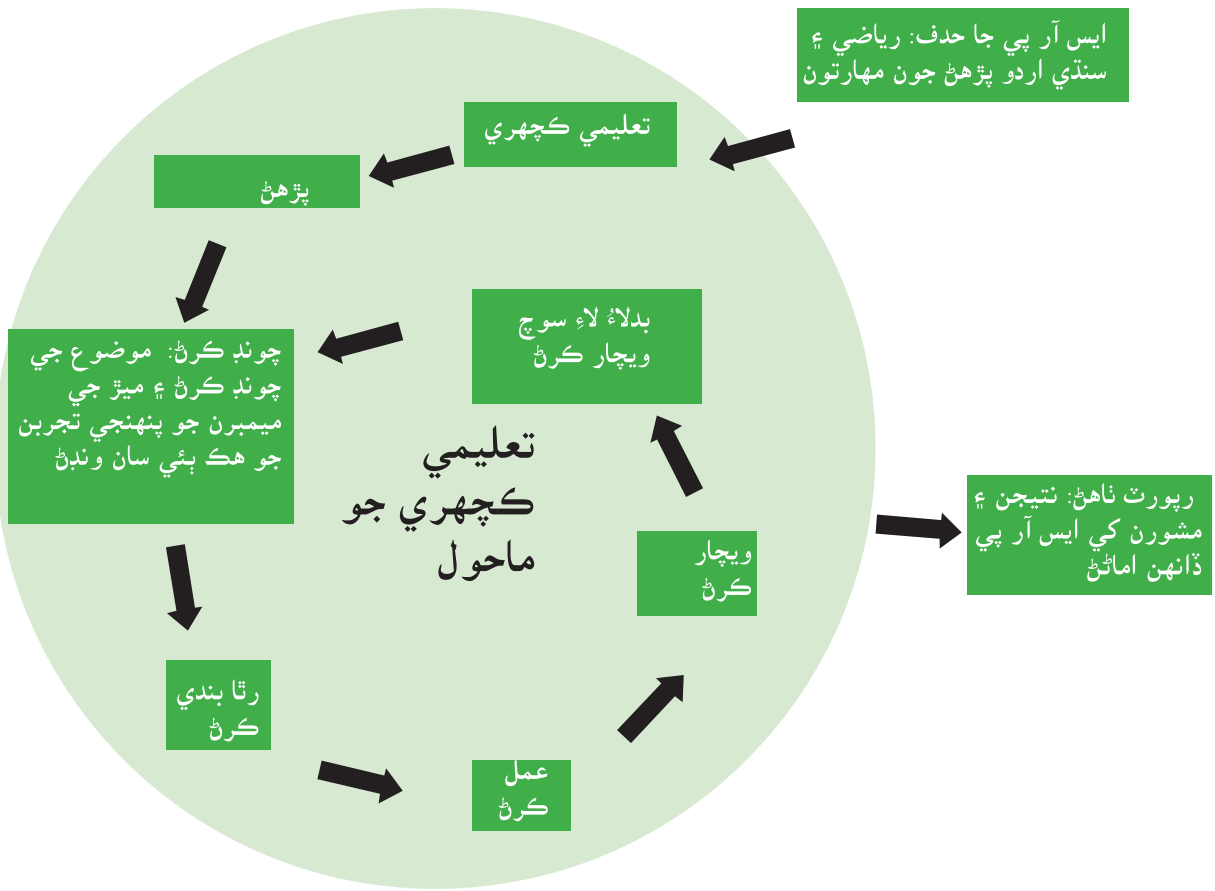 ايس آر پي جا حدف: رياضي ۽
سنڌي اردو پڙهڻ جون مهارتون
تعليمي ڪچهري
پڙهڻ
چونڊ ڪرڻ: موضوع جي
چونڊ ڪرڻ ۽ ميڙ جي
ميمبرن جو پنهنجي تجربن
جو هڪ ٻئي سان ونڊڻ
رٿا بندي
ڪرڻ
عمل
ڪرڻ
ويچار
ڪرڻ
بدلاءُ لاءِ سوچ
ويچار ڪرڻ
تعليمي
ڪچهري جو
ماحول
رپورٽ ٺاهڻ: نتيجن ۽
مشورن کي ايس آر پي
ڏانهن اماڻڻ